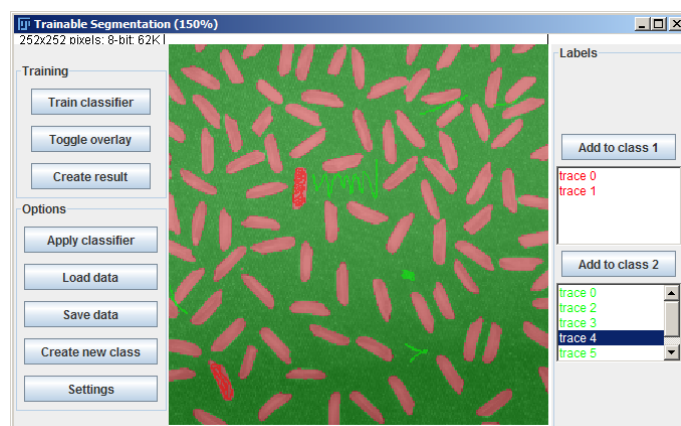 Trainable Segmentation (150%)
252x252 pixels; 8-bit; 62K
Training
Train classifier
Toggle overlay
Create result
Options
Apply classifier
Load data
Save data
Create new class
Settings
Labels
Add to class 1
trace 0
trace 1
Add to class 2
trace 0
trace 2
trace 3
trace 4
trace 5